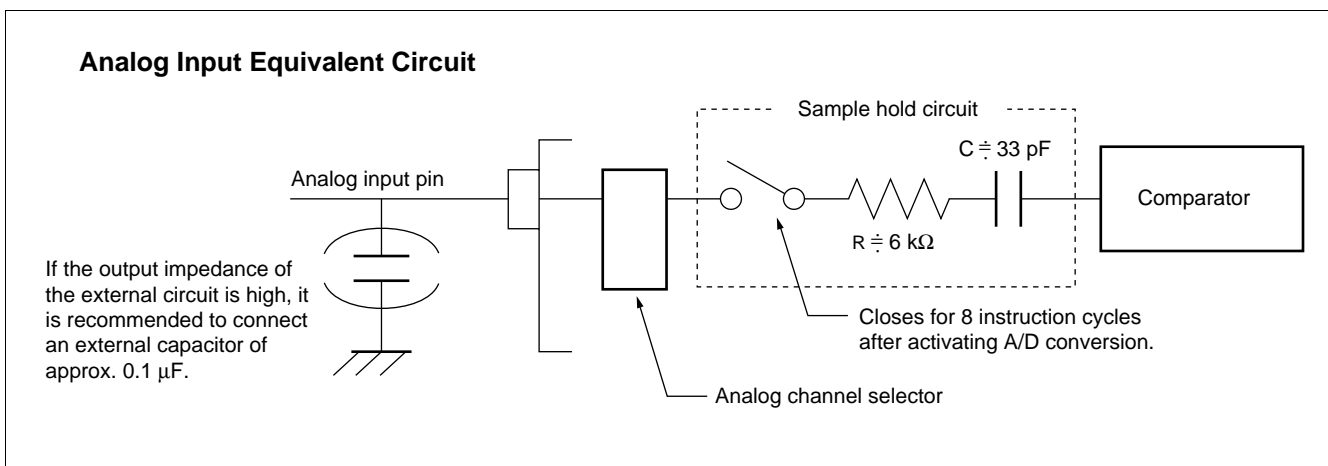 Analog Input Equivalent Circuit
Sample hold circuit
C ≒ 33 pF
Analog input pin
Comparator
R ≒ 6 kΩ
If the output impedance of
the external circuit is high, it
is recommended to connect
an external capacitor of
approx. 0.1 μF.
Closes for 8 instruction cycles
after activating A/D conversion.
Analog channel selector